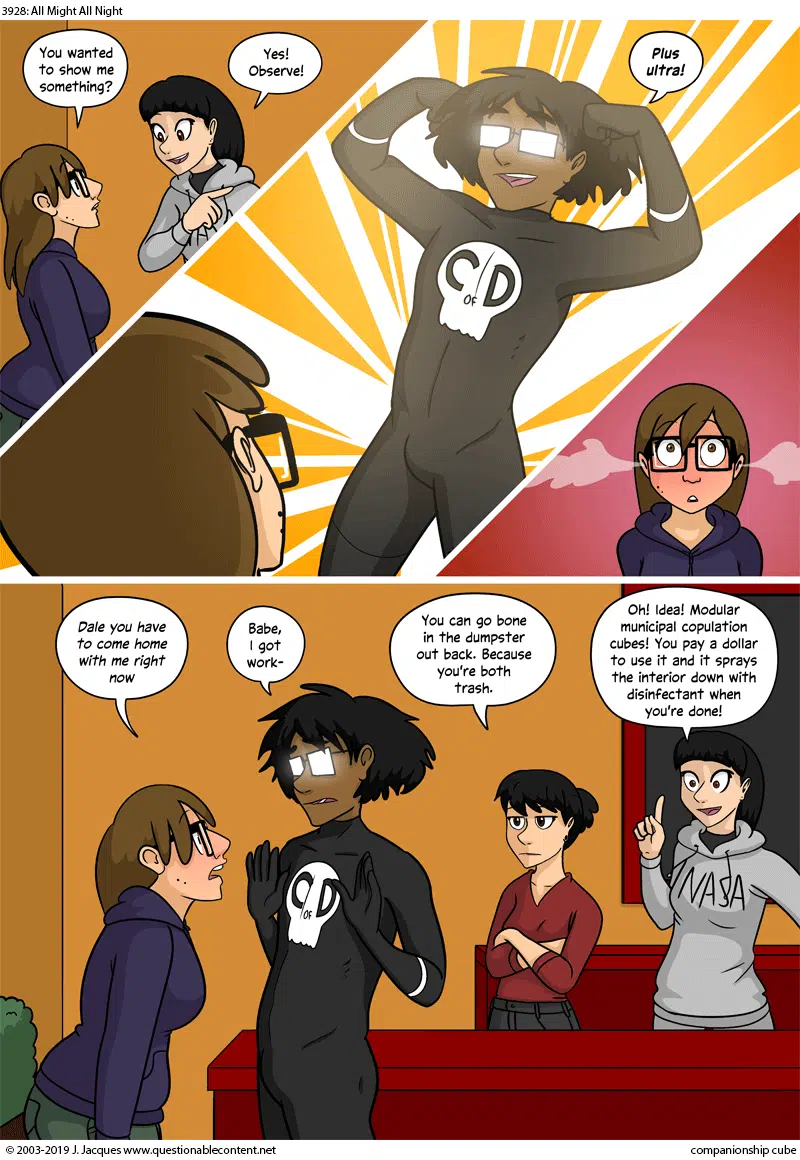 3928: All Might All Night
You wanted
to show me
something?
Yes!
Observe!
Plus
ultra!
C OF D
Dale you have
to come home
with me right
now
Babe,
I got
work-
You can go bone
in the dumpster
out back. Because
you're both
trash.
Oh! Idea! Modular
municipal copulation
cubes! You pay a dollar
to use it and it sprays
the interior down with
disinfectant when
you're done!
C OF D
NASA
© 2003-2019 J. Jacques www.questionablecontent.net
companionship cube